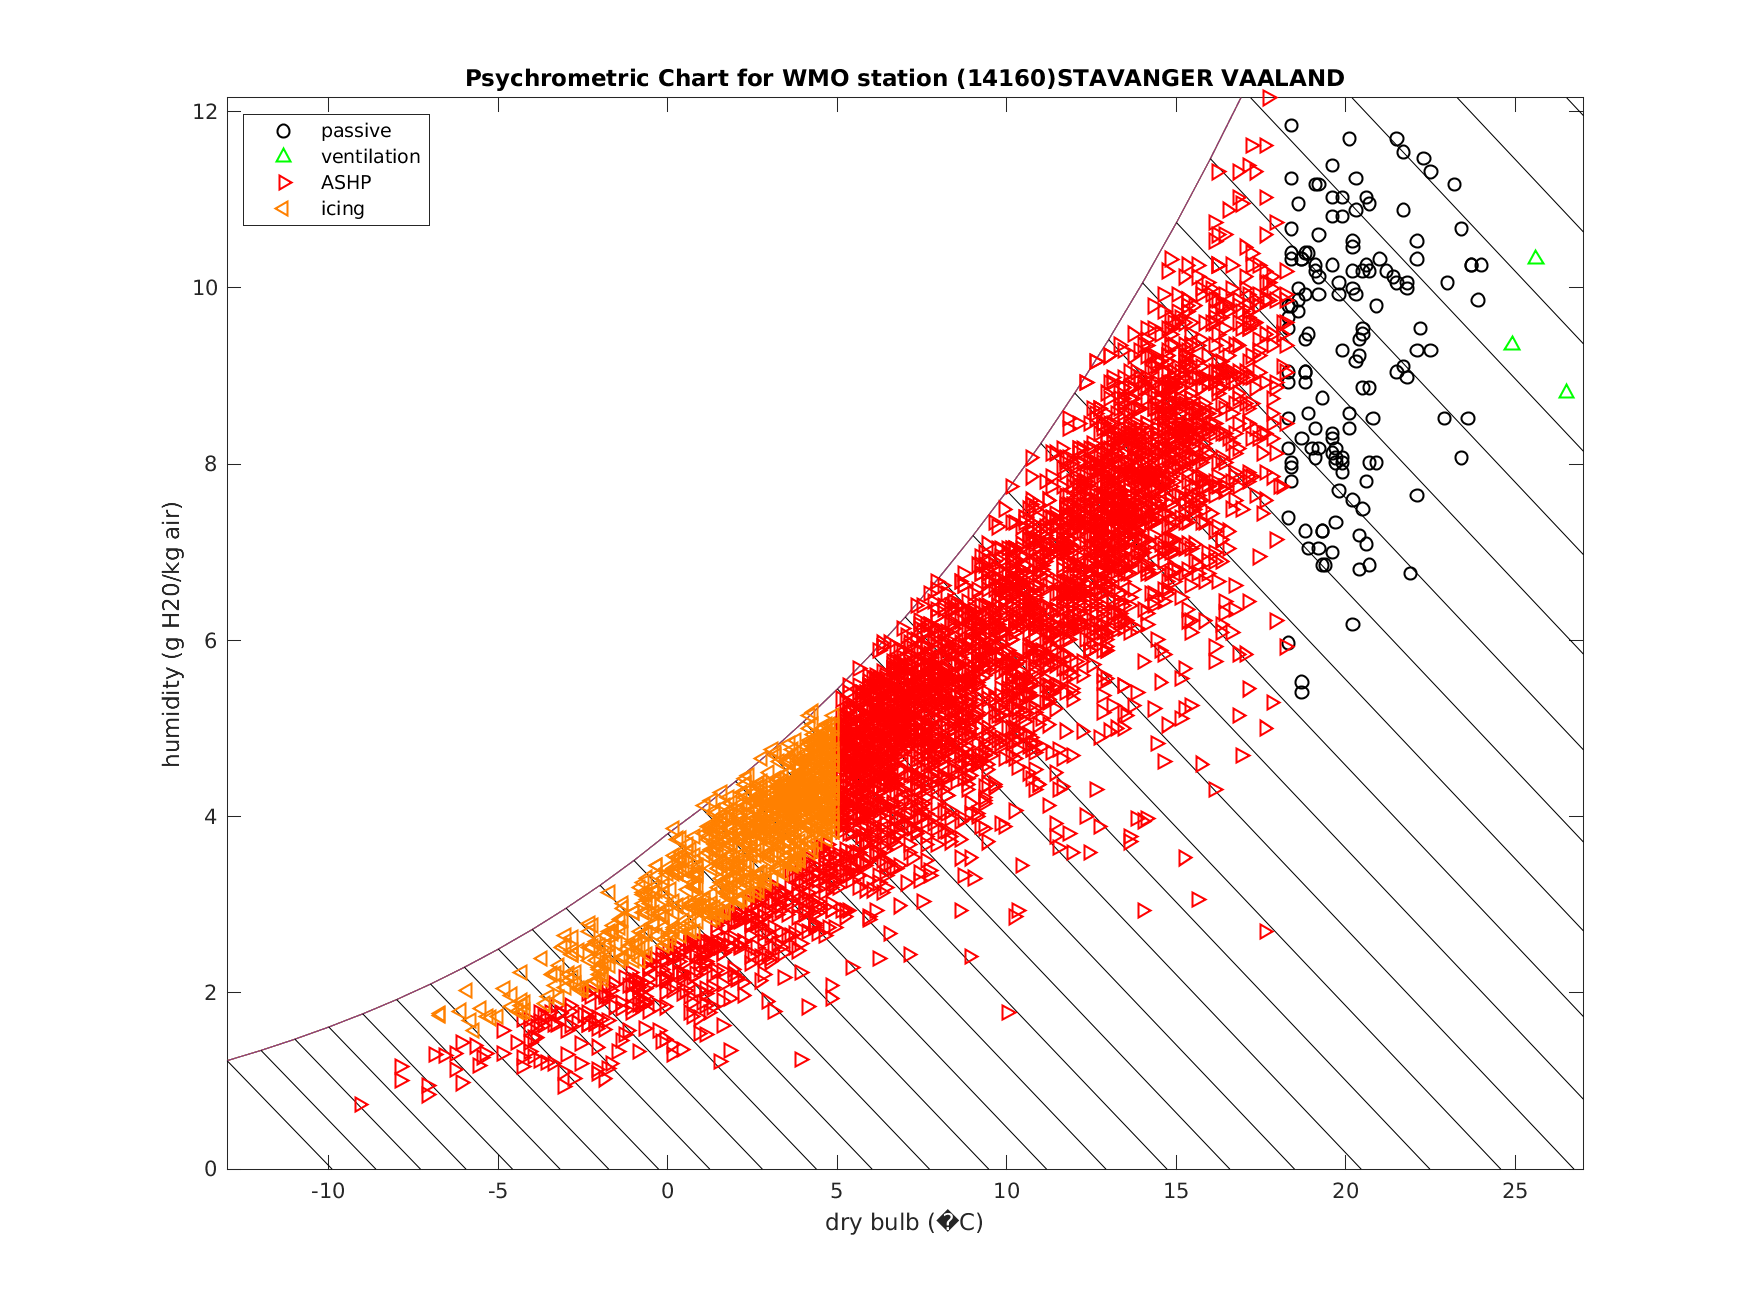 Psychrometric Chart for WMO station (14160)STAVANGER VAALAND
12
10
8
6
4
2
0
humidity (g H20/kg air)
passive
ventilation
ASHP
icing
-10
-5
0
5
10
15
20
25
dry bulb (�C)